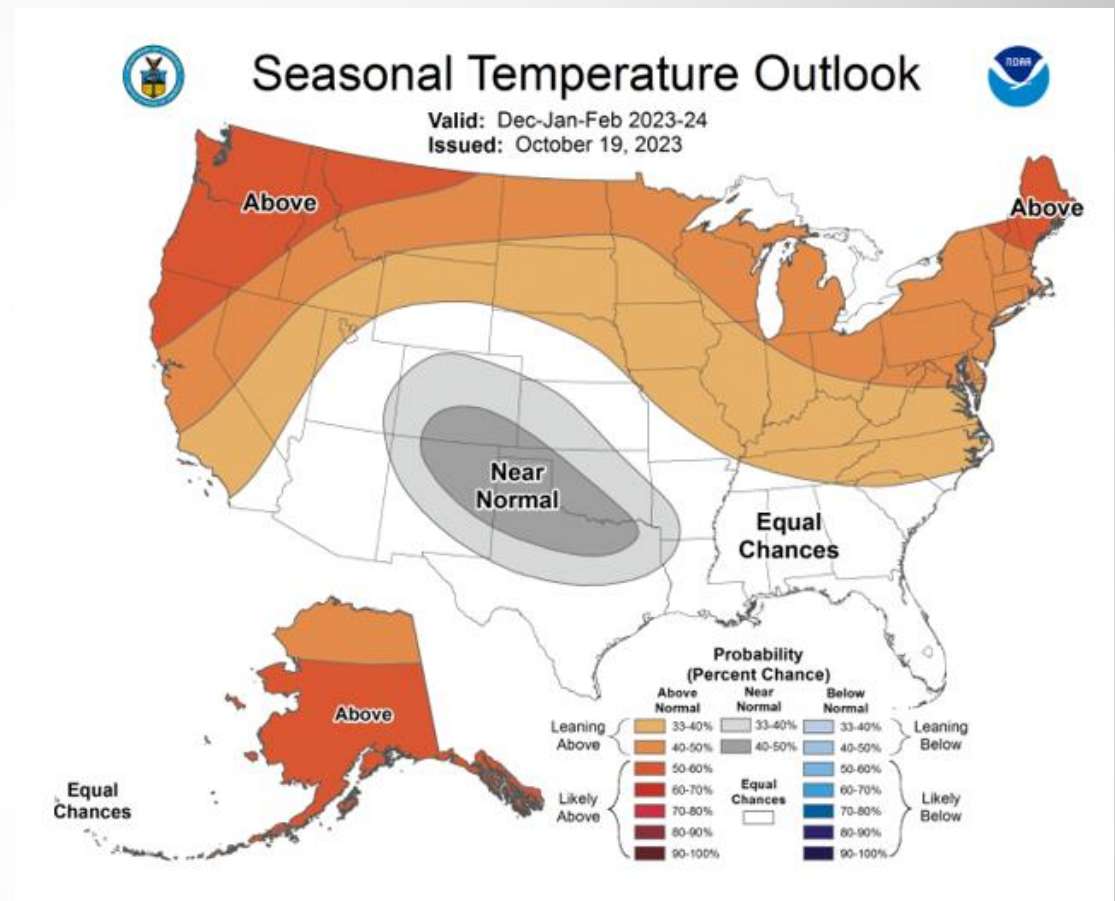 Seasonal Temperature Outlook
NOAA
Valid: Dec-Jan-Feb 2023-24
Issued: October 19, 2023
Above
Above
Near
Normal
Equal
Chances
Above
Equal
Chances
Probability
(Percent Chance)
Above
Normal
Near
Normal
Below
Normal
Leaning
Above
33-40%
33-40%
33-40%
Leaning
Below
40-50%
40-50%
40-50%
Likely
Above
50-60%
50-60%
60-70%
Equal
Chances
60-70%
70-80%
70-80%
Likely
Below
80-90%
80-90%
90-100%
90-100%